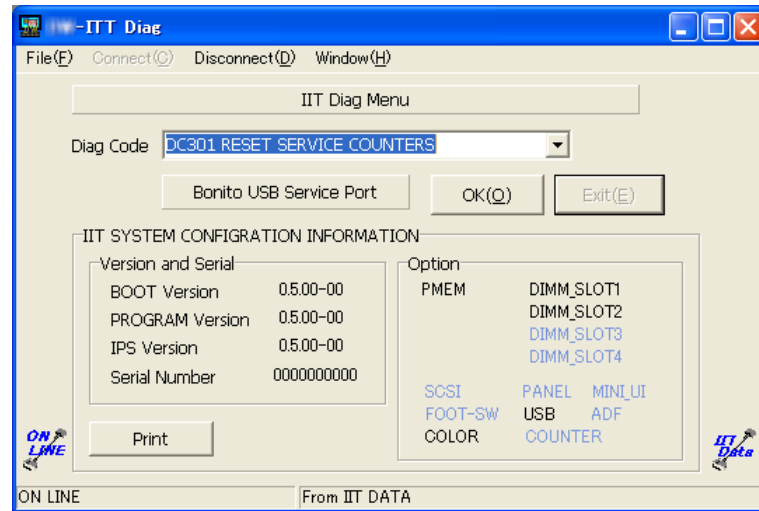 -ITT Diag
File(F) Connect(C) Disconnect(D) Window(H)
IIT Diag Menu
Diag Code DC301 RESET SERVICE COUNTERS
Bonito USB Service Port OK(O) Exit(E)
IIT SYSTEM CONFIGRATION INFORMATION
Version and Serial
BOOT Version 0.5.00-00
PROGRAM Version 0.5.00-00
IPS Version 0.5.00-00
Serial Number 0000000000
Option
PMEM DIMM_SLOT1
DIMM_SLOT2
DIMM_SLOT3
DIMM_SLOT4
SCSI PANEL MINI_UI
FOOT-SW USB ADF
COLOR COUNTER
Print
ON LINE
IIT Data
ON LINE From IIT DATA